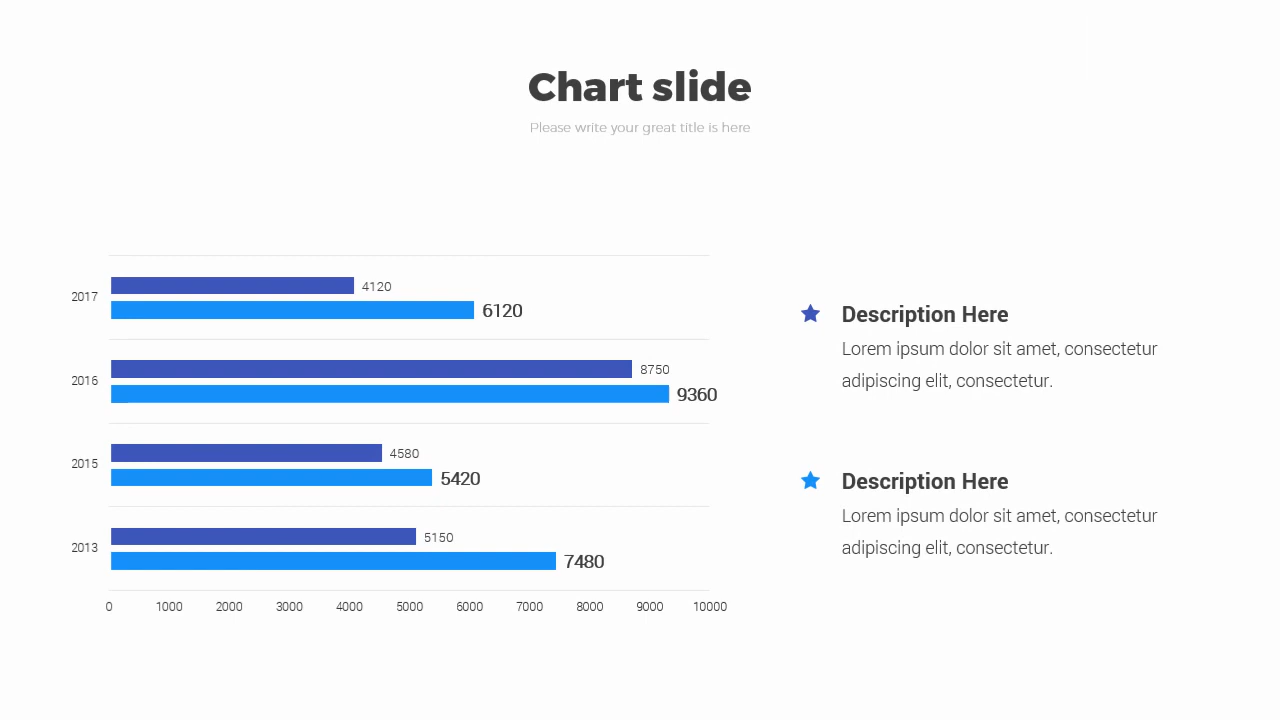 Chart slide
Please write your great title is here
2017
4120
6120
2016
8750
9360
2015
4580
5420
2013
5150
7480
0 1000 2000 3000 4000 5000 6000 7000 8000 9000 10000
Description Here
Lorem ipsum dolor sit amet, consectetur
adipiscing elit, consectetur.
Description Here
Lorem ipsum dolor sit amet, consectetur
adipiscing elit, consectetur.